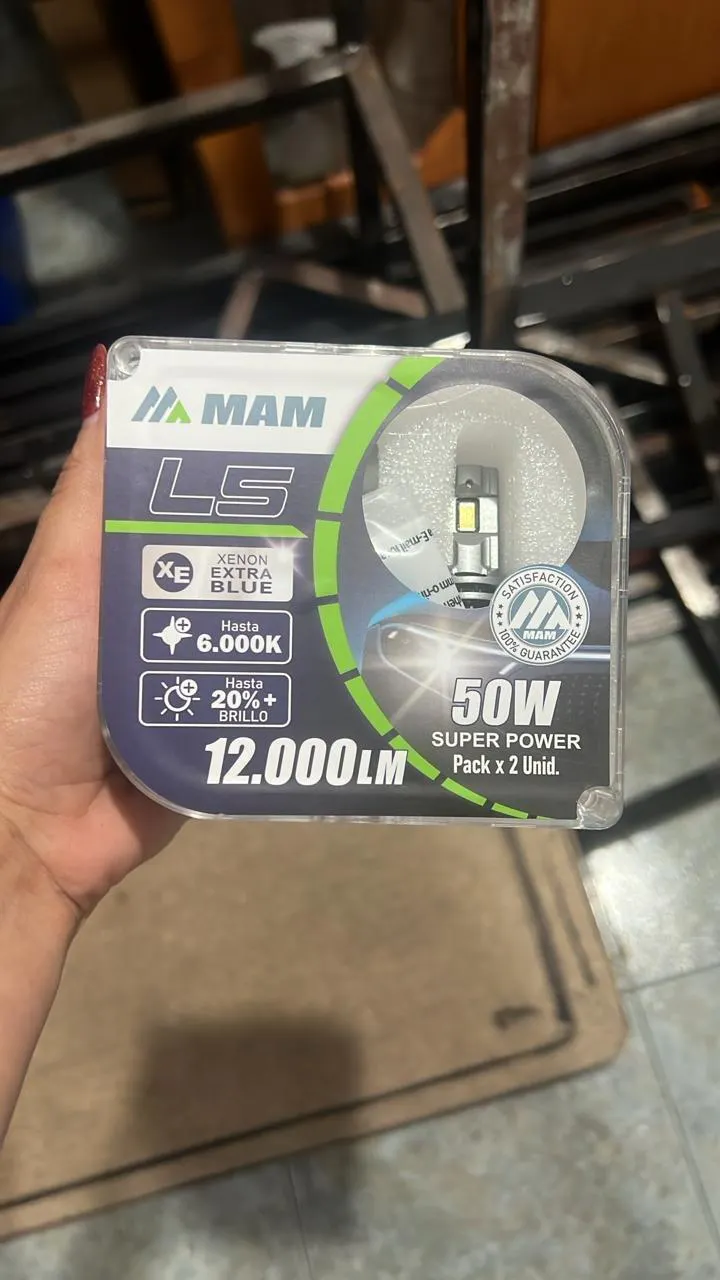 MAM
L5
XE
XENON
EXTRA
BLUE
Hasta
6.000K
Hasta
20%+
BRILLO
12.000LM
SATISFACTION
MAM
100% GUARANTEE
50W
SUPER POWER
Pack x 2 Unid.